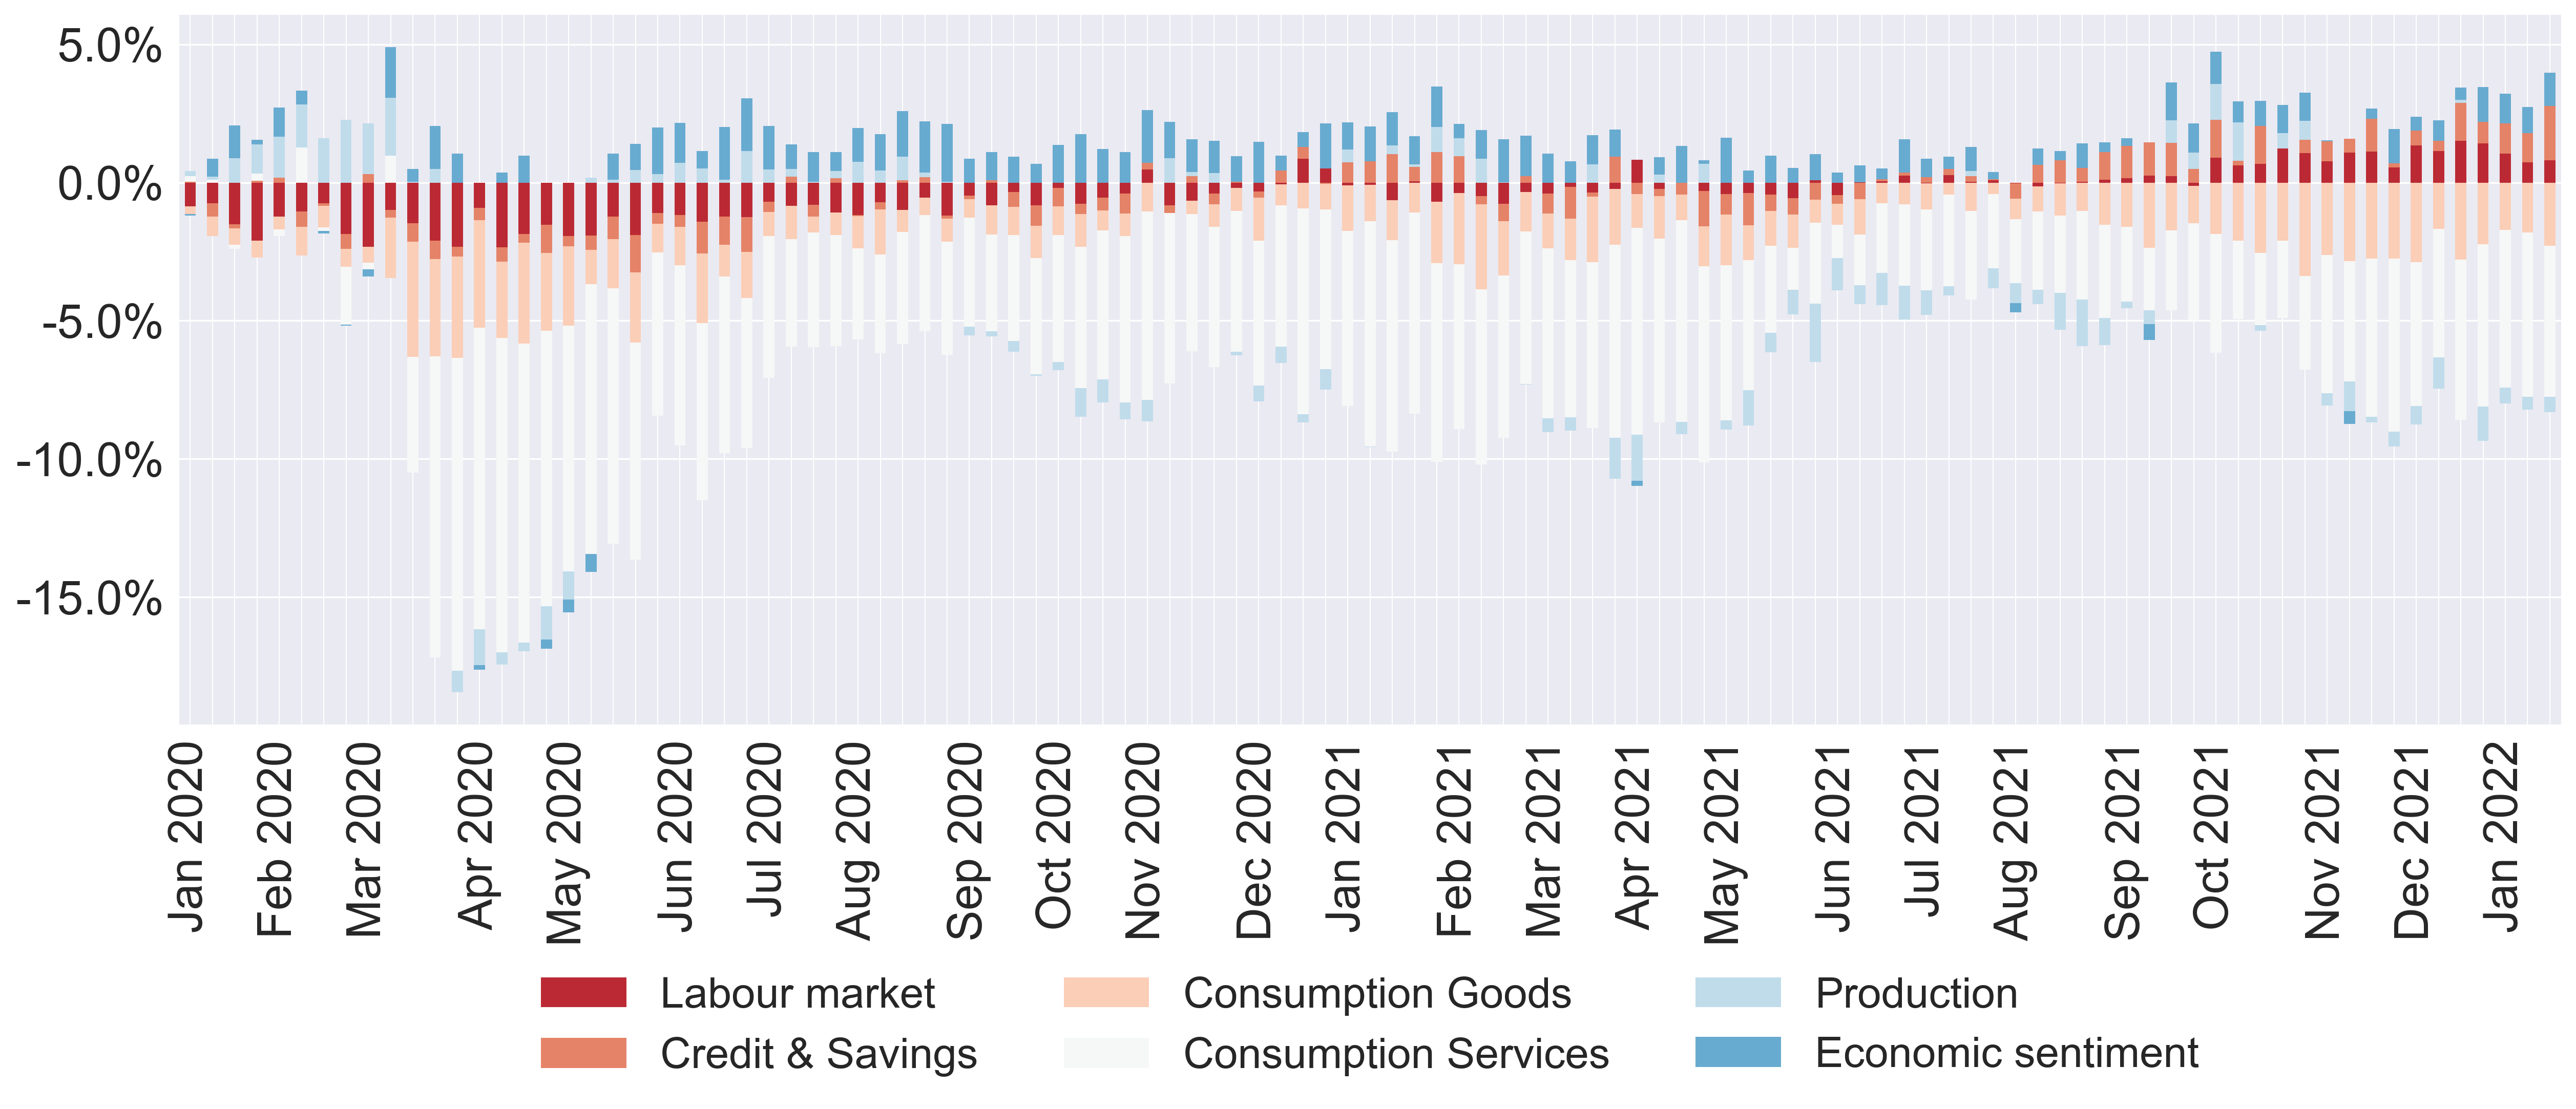 5.0%
0.0%
-5.0%
-10.0%
-15.0%
Jan 2020
Feb 2020
Mar 2020
Apr 2020
May 2020
Jun 2020
Jul 2020
Aug 2020
Sep 2020
Oct 2020
Nov 2020
Dec 2020
Jan 2021
Feb 2021
Mar 2021
Apr 2021
May 2021
Jun 2021
Jul 2021
Aug 2021
Sep 2021
Oct 2021
Nov 2021
Dec 2021
Jan 2022
Labour market
Credit & Savings
Consumption Goods
Consumption Services
Production
Economic sentiment